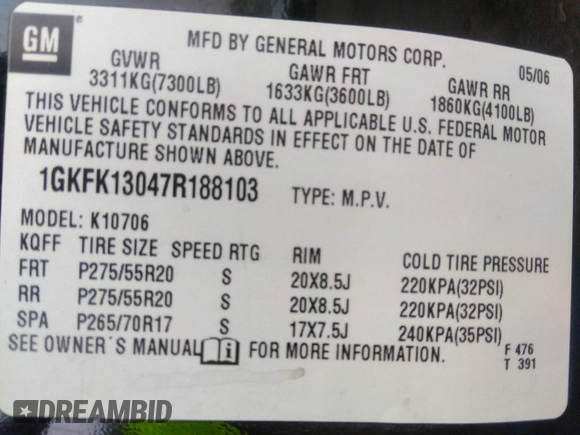 GM
®
MFD BY GENERAL MOTORS CORP.
05/06
GVWR GAWR FRT GAWR RR
3311KG(7300LB) 1633KG(3600LB) 1860KG(4100LB)
THIS VEHICLE CONFORMS TO ALL APPLICABLE U.S. FEDERAL MOTOR
VEHICLE SAFETY STANDARDS IN EFFECT ON THE DATE OF
MANUFACTURE SHOWN ABOVE.
1GKFK13047R188103 TYPE: M.P.V.
MODEL: K10706
KQFF TIRE SIZE SPEED RTG RIM COLD TIRE PRESSURE
FRT P275/55R20 S 20X8.5J 220KPA(32PSI)
RR P275/55R20 S 20X8.5J 220KPA(32PSI)
SPA P265/70R17 S 17X7.5J 240KPA(35PSI)
SEE OWNER´S MANUAL i FOR MORE INFORMATION.
F 476
T 391
DREAMBID